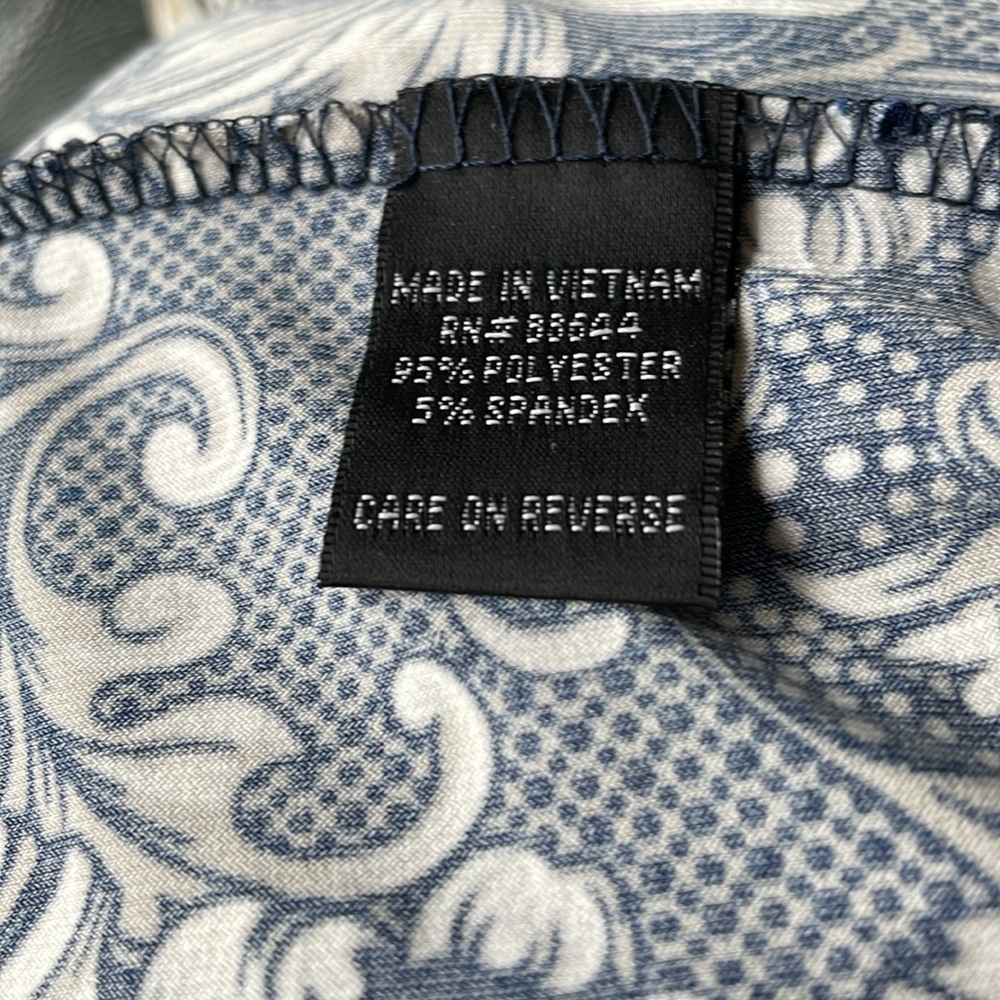 MADE IN VIETNAM
RN# 88644
95% POLYESTER
5% SPANDEX
CARE ON REVERSE